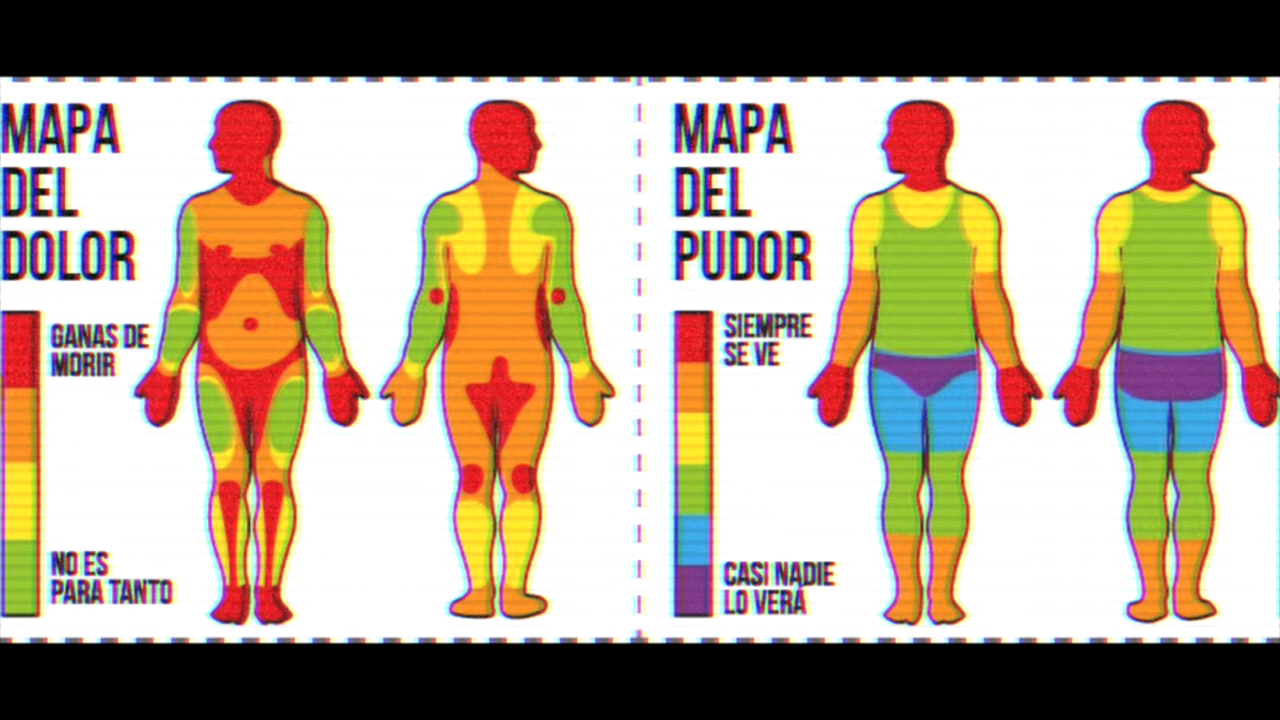 MAPA
DEL
DOLOR
GANAS DE
MORIR
NO ES
PARA TANTO
MAPA
DEL
PUDOR
SIEMPRE
SE VE
CASI NADIE
LO VERÁ